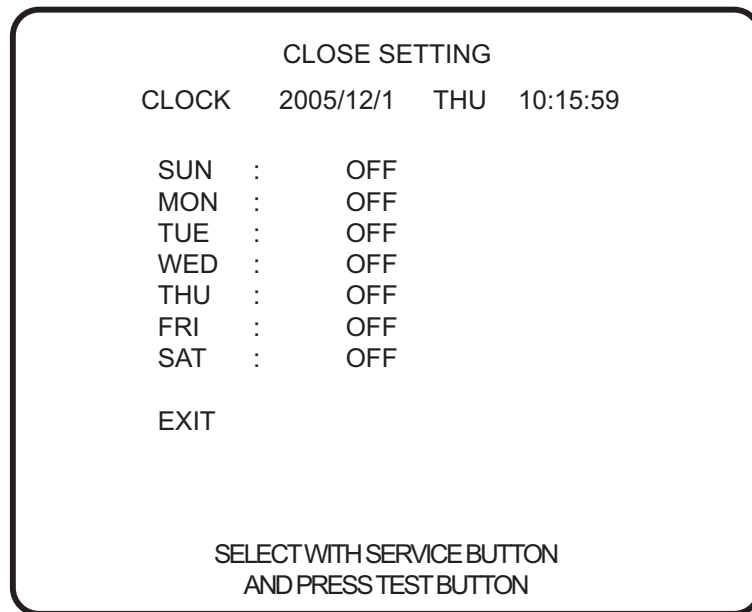 CLOSE SETTING
CLOCK 2005/12/1 THU 10:15:59
SUN : OFF
MON : OFF
TUE : OFF
WED : OFF
THU : OFF
FRI : OFF
SAT : OFF
EXIT
SELECT WITH SERVICE BUTTON
AND PRESS TEST BUTTON